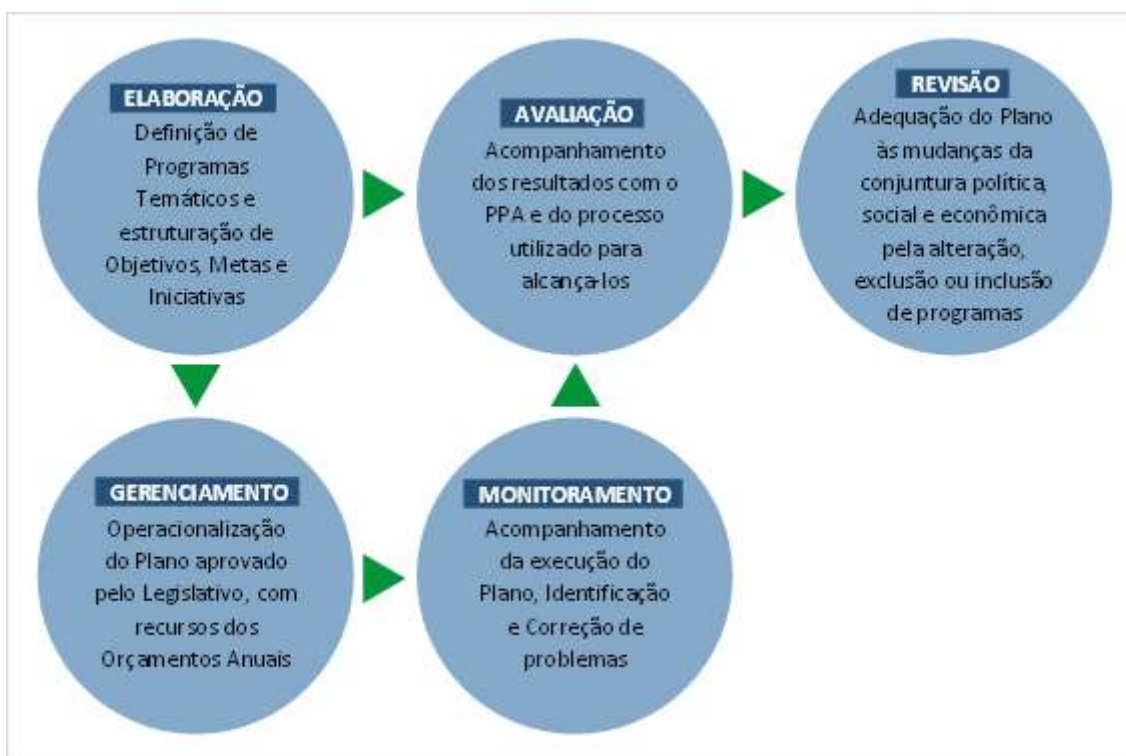 ELABORAÇÃO
Definição de
Programas
Temáticos e
estruturação de
Objetivos, Metas e
Iniciativas
AVALIAÇÃO
Acompanhamento
dos resultados com o
PPA e do processo
utilizado para
alcança-los
REVISÃO
Adequação do Plano
às mudanças da
conjuntura política,
social e econômica
pela alteração,
exclusão ou inclusão
de programas
GERENCIAMENTO
Operacionalização
do Plano aprovado
pelo Legislativo, com
recursos dos
Orçamentos Anuais
MONITORAMENTO
Acompanhamento
da execução do
Plano, Identificação
e Correção de
problemas